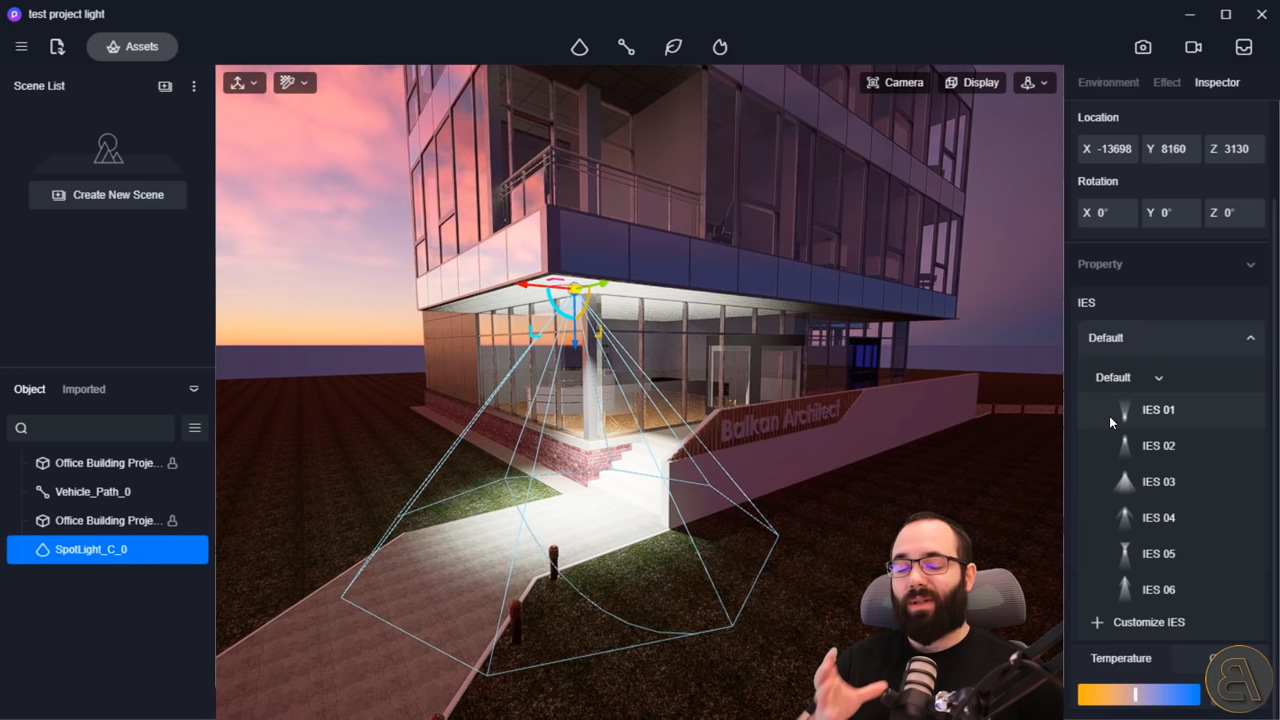 test project light
Assets
Scene List
Create New Scene
Object
Imported
Office Building Proje...
Vehicle_Path_0
Office Building Proje...
SpotLight_C_0
Camera
Display
Balkan Architect
Environment
Effect
Inspector
Location
X -13698
Y 8160
Z 3130
Rotation
X 0°
Y 0°
Z 0°
Property
IES
Default
Default
IES 01
IES 02
IES 03
IES 04
IES 05
IES 06
Customize IES
Temperature